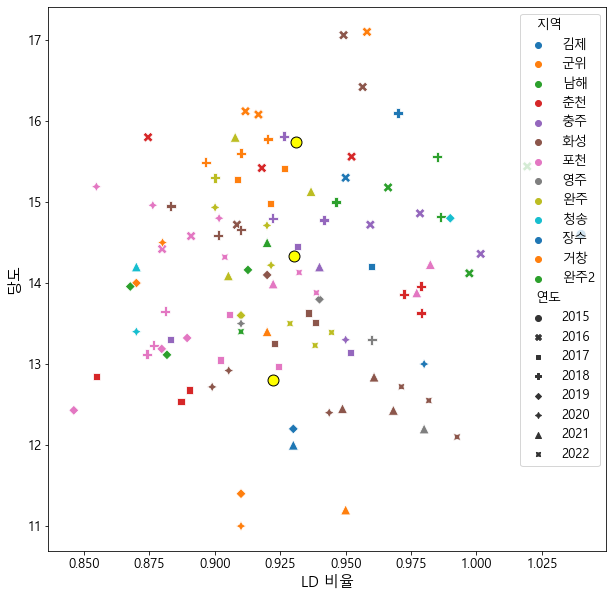 지역
김제
군위
남해
춘천
충주
화성
포천
영주
완주
청송
장수
거창
완주2
연도
2015
2016
2017
2018
2019
2020
2021
2022
17
16
15
14
13
12
11
당도
0.850 0.875 0.900 0.925 0.950 0.975 1.000 1.025
LD 비율